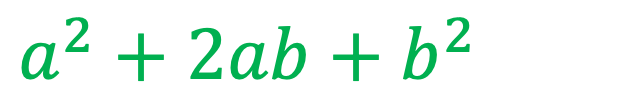 a² + 2ab + b²